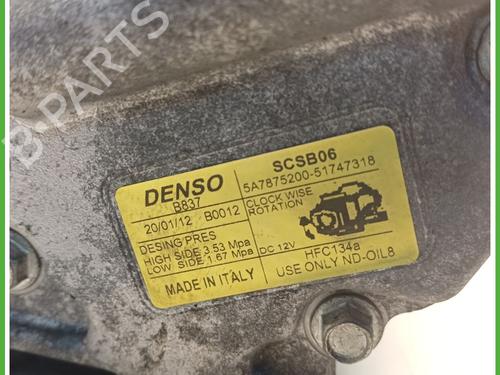 B-PARTS
DENSO
B837
20/01/12 B0012
DESING PRES
HIGH SIDE:3.53 Mpa
LOW SIDE:1.67 Mpa
MADE IN ITALY
SCSB06
5A7875200-51747318
CLOCK WISE
ROTATION
DC 12V
HFC134a
USE ONLY ND-OIL8